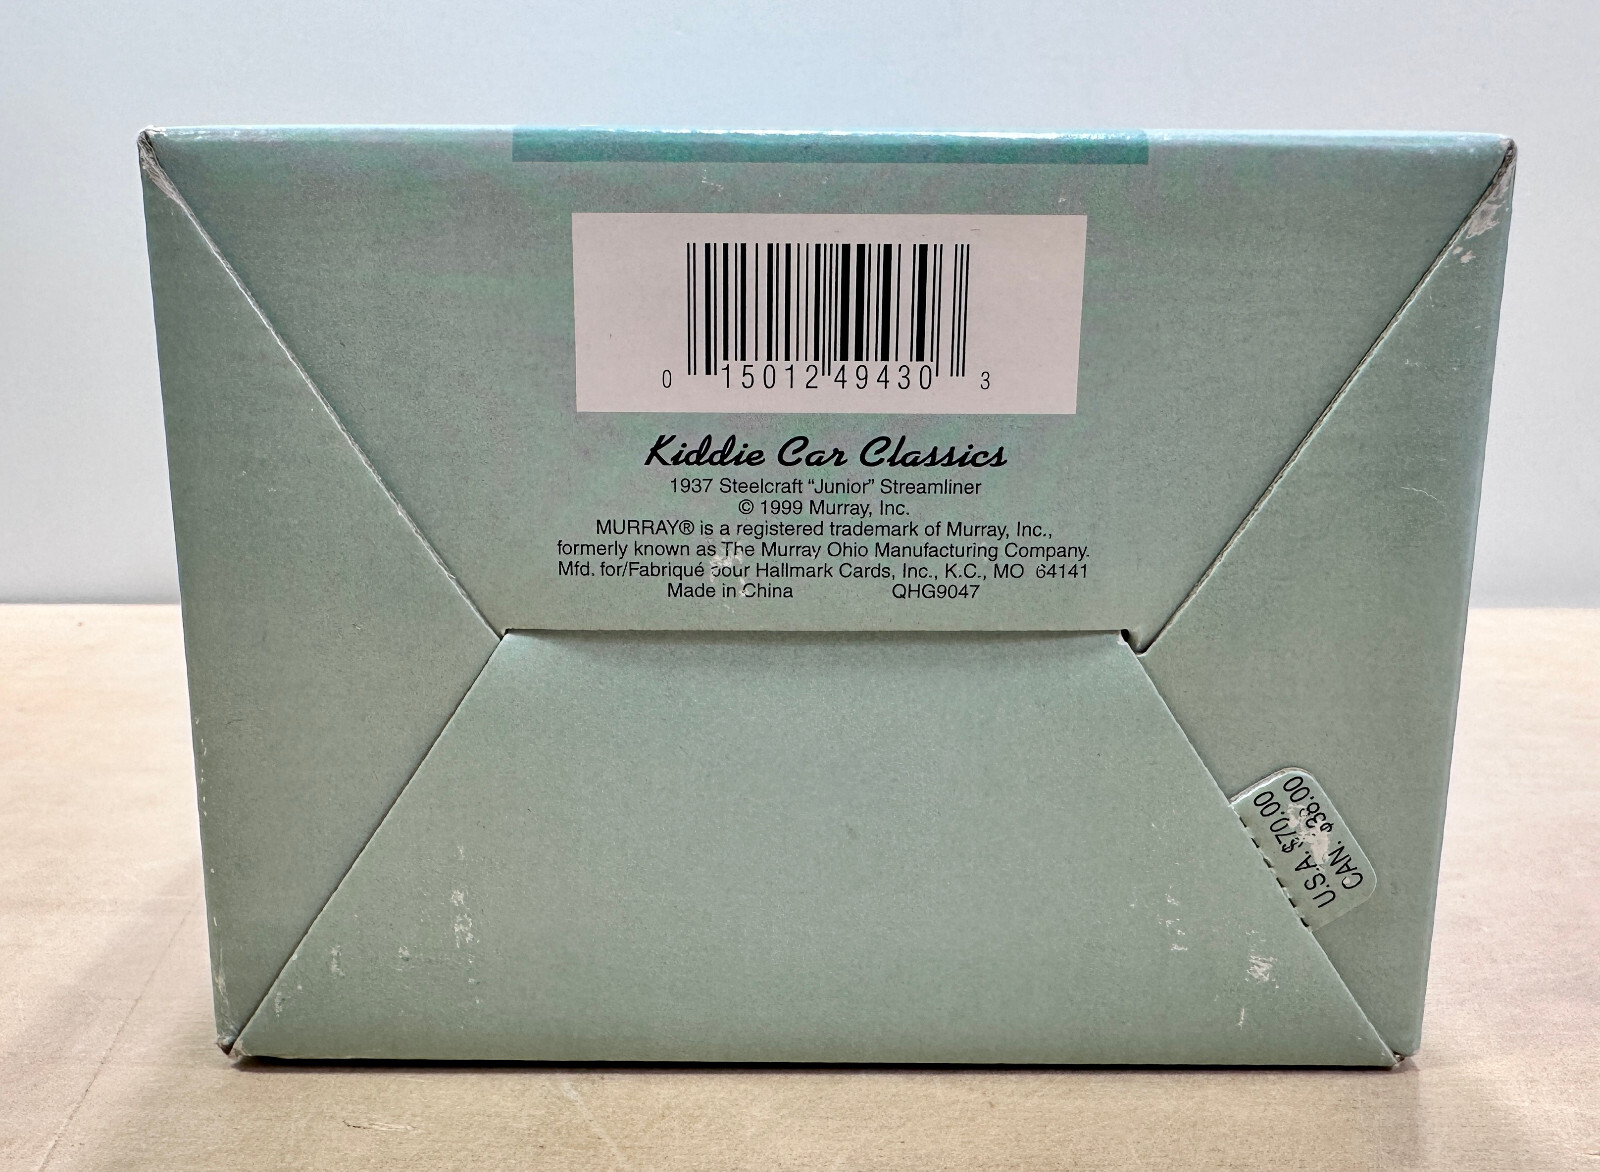 0 15012 49430 3
Kiddie Car Classics
1937 Steelcraft “Junior” Streamliner
© 1999 Murray, Inc.
MURRAY® is a registered trademark of Murray, Inc.,
formerly known as The Murray Ohio Manufacturing Company.
Mfd. for/Fabriqué pour Hallmark Cards, Inc., K.C., MO 64141
Made in China QHG9047
U.S.A. $70.00
CAN.